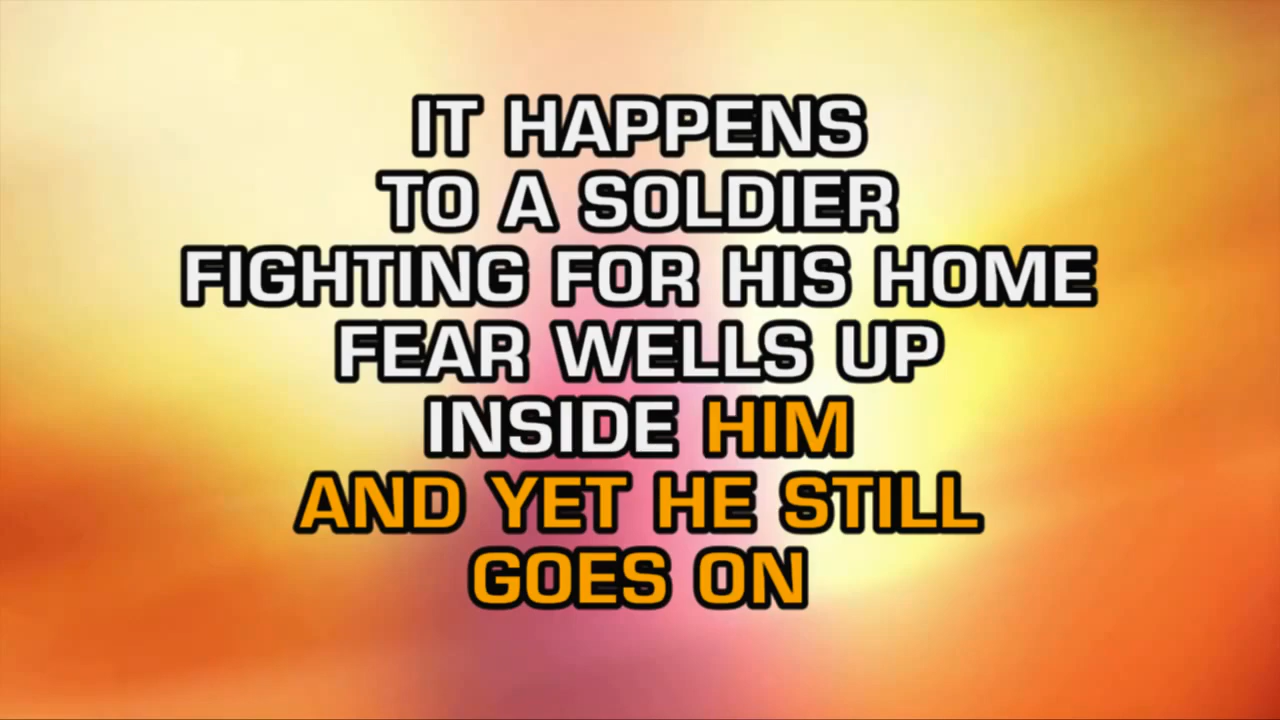 IT HAPPENS
TO A SOLDIER
FIGHTING FOR HIS HOME
FEAR WELLS UP
INSIDE HIM
AND YET HE STILL
GOES ON